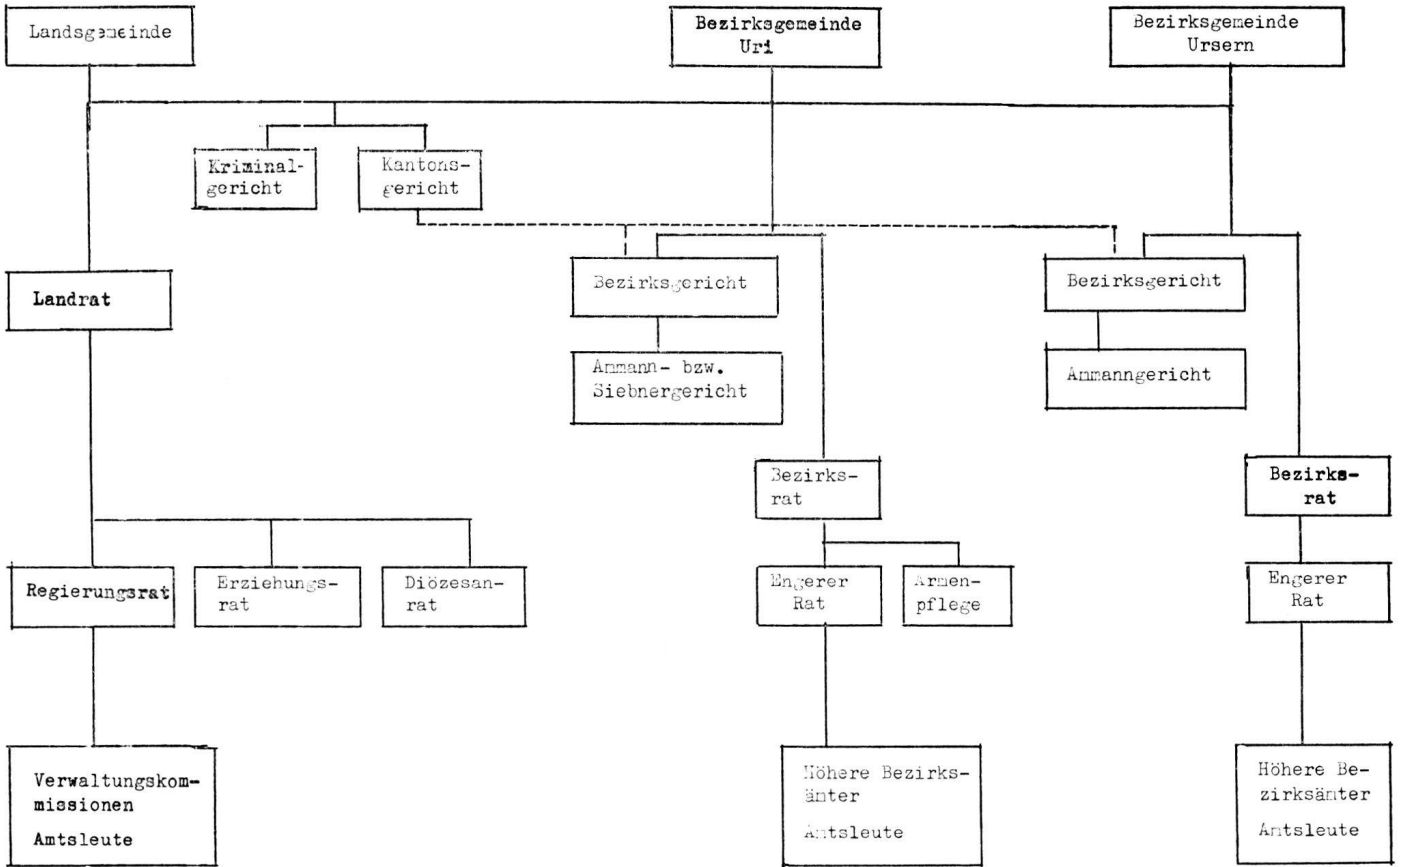 Landsgemeinde
Bezirksgemeinde
Uri
Bezirksgemeinde
Ursern
Kriminal-
gericht
Kantons-
gericht
Landrat
Bezirksgericht
Bezirksgericht
Ammann- bzw.
Siebnergericht
Ammanngericht
Bezirks-
rat
Bezirks-
rat
Regierungsrat
Erziehungs-
rat
Diözesan-
rat
Engerer
Rat
Armen-
pflege
Engerer
Rat
Verwaltungskom-
missionen
Amtsleute
Höhere Bezirks-
ämter
Amtsleute
Höhere Be-
zirksämter
Amtsleute